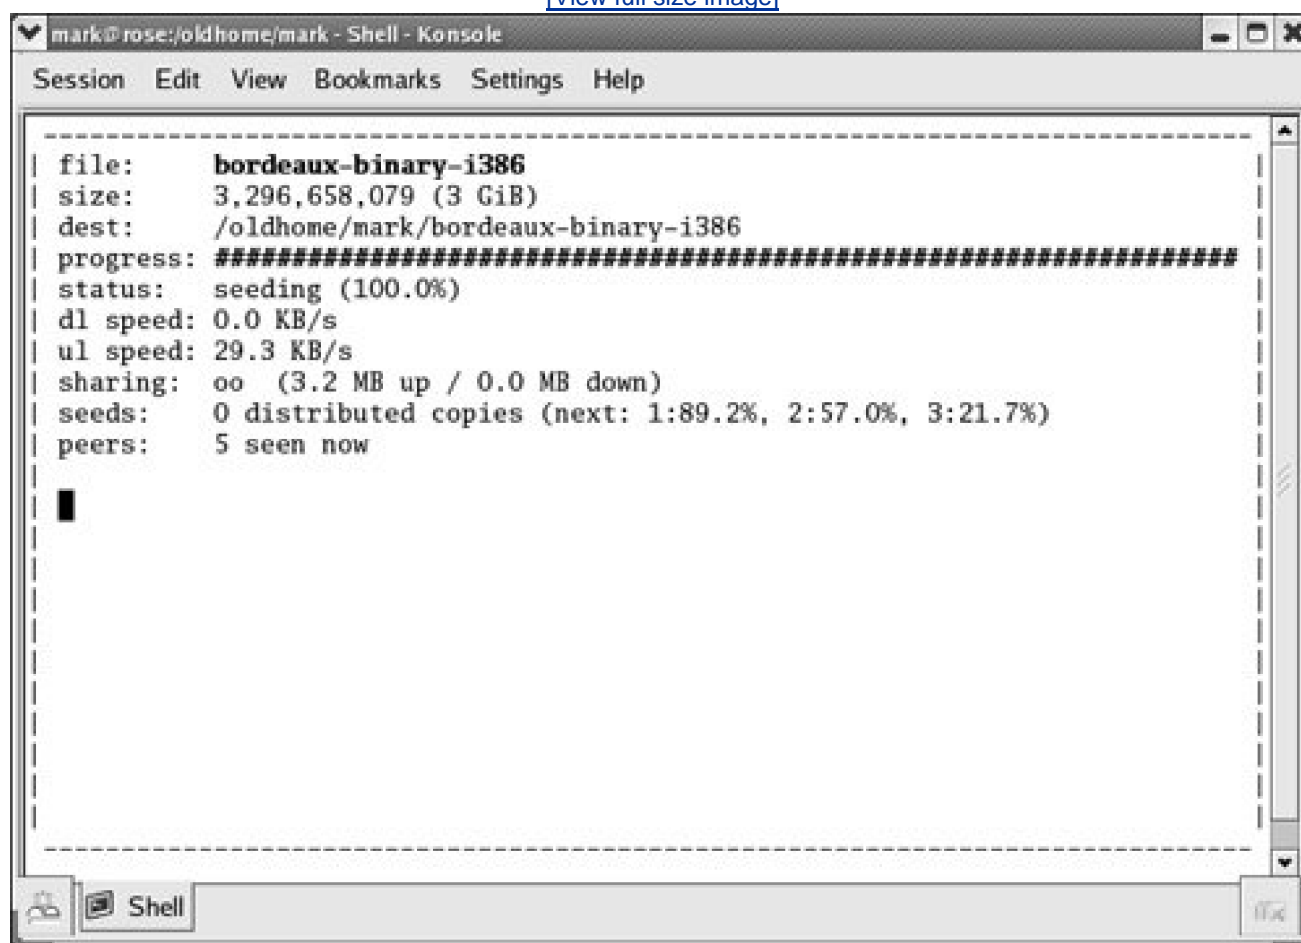 [View full size image]
mark@rose:/oldhome/mark - Shell - Konsole
Session Edit View Bookmarks Settings Help
file: bordeaux-binary-i386
size: 3,296,658,079 (3 GiB)
dest: /oldhome/mark/bordeaux-binary-i386
progress: ##################################################################
status: seeding (100.0%)
dl speed: 0.0 KB/s
ul speed: 29.3 KB/s
sharing: oo (3.2 MB up / 0.0 MB down)
seeds: 0 distributed copies (next: 1:89.2%, 2:57.0%, 3:21.7%)
peers: 5 seen now
Shell